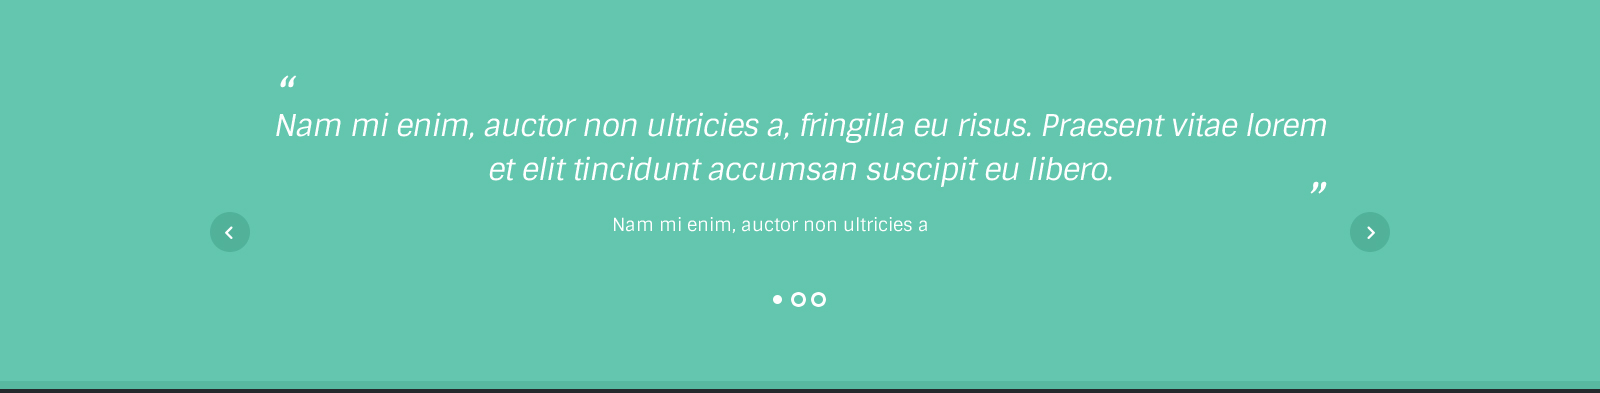 “
Nam mi enim, auctor non ultricies a, fringilla eu risus. Praesent vitae lorem
et elit tincidunt accumsan suscipit eu libero.
”
Nam mi enim, auctor non ultricies a